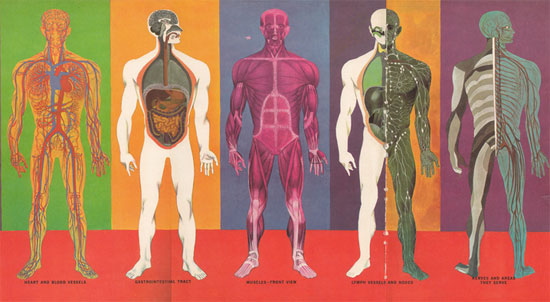 HEART AND BLOOD VESSELS
GASTROINTESTINAL TRACT
MUSCLES - FRONT VIEW
LYMPH VESSELS AND NODES
NERVES AND AREAS
THEY SERVE